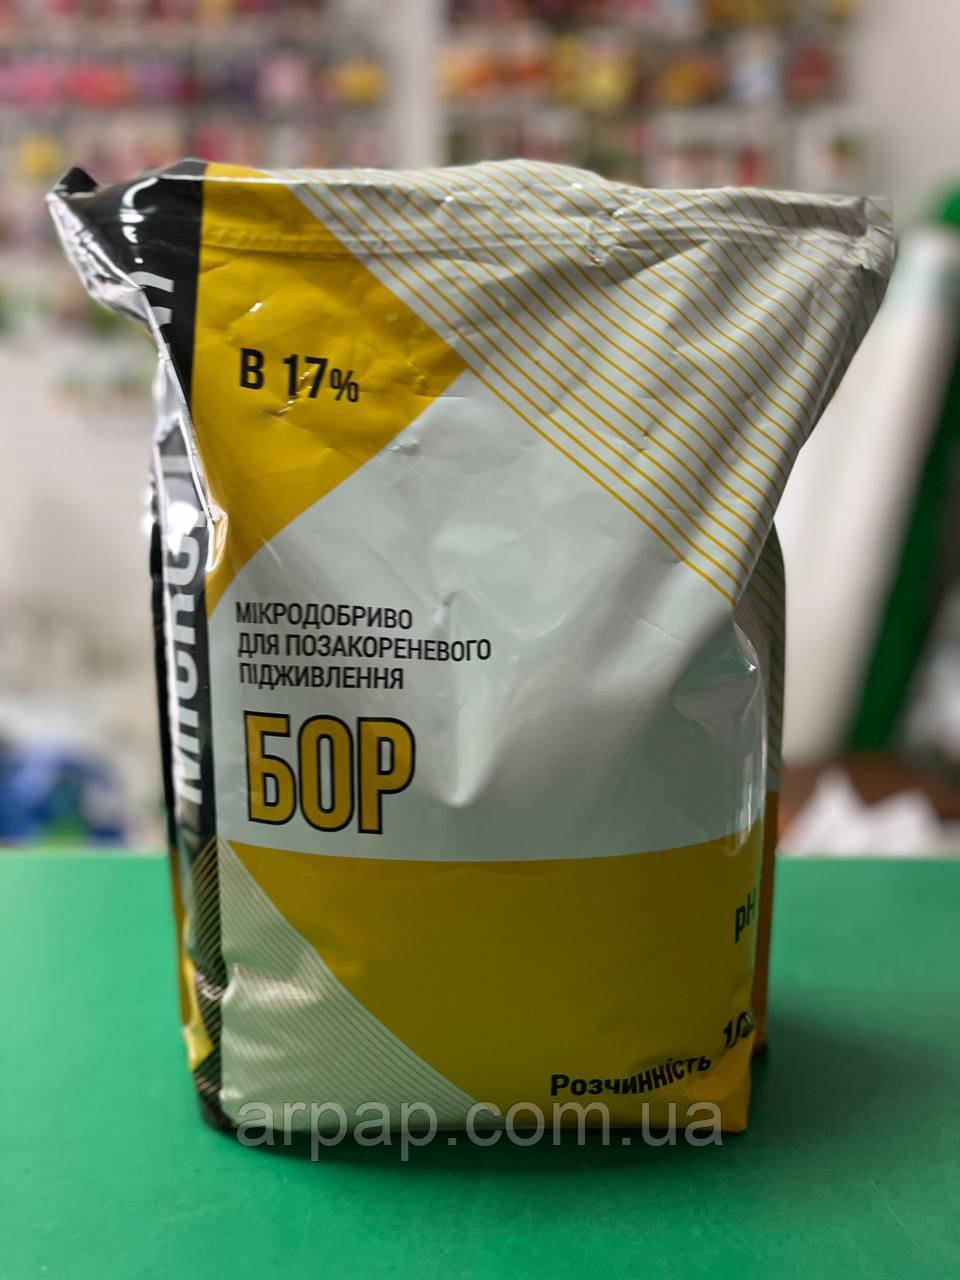 B 17%
МІКРОДОБРИВО
ДЛЯ ПОЗАКОРЕНЕВОГО
ПІДЖИВЛЕННЯ
БОР
pH
Розчинність
arpap.com.ua